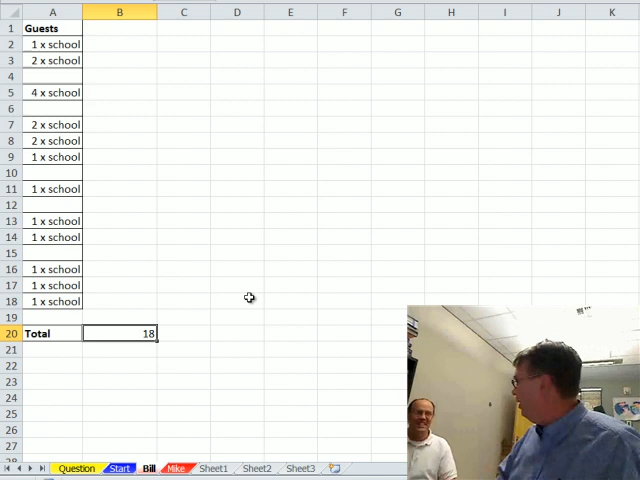 A B C D E F G H I J K
1 Guests
2 1 x school
3 2 x school
4
5 4 x school
6
7 2 x school
8 2 x school
9 1 x school
10
11 1 x school
12
13 1 x school
14 1 x school
15
16 1 x school
17 1 x school
18 1 x school
19
20 Total 18
21
22
23
24
25
26
27
Question Start Bill Mike Sheet1 Sheet2 Sheet3